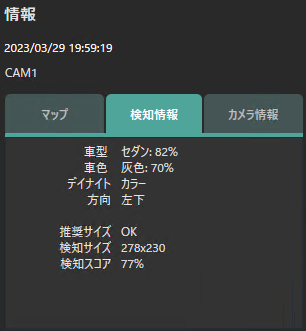 情報
2023/03/29 19:59:19
CAM1
マップ 検知情報 カメラ情報
車型 セダン: 82%
車色 灰色: 70%
デイナイト カラー
方向 左下
推奨サイズ OK
検知サイズ 278x230
検知スコア 77%